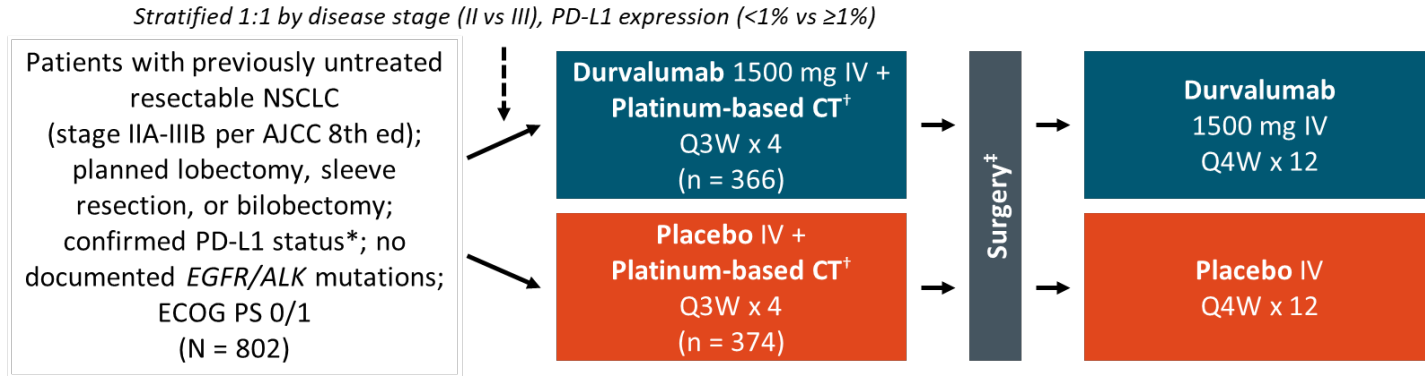 Stratified 1:1 by disease stage (II vs III), PD-L1 expression (<1% vs ≥1%)
Patients with previously untreated
resectable NSCLC
(stage IIA-IIIB per AJCC 8th ed);
planned lobectomy, sleeve
resection, or bilobectomy;
confirmed PD-L1 status*; no
documented EGFR/ALK mutations;
ECOG PS 0/1
(N = 802)
Durvalumab 1500 mg IV +
Platinum-based CT†
Q3W x 4
(n = 366)
Placebo IV +
Platinum-based CT†
Q3W x 4
(n = 374)
Surgery‡
Durvalumab
1500 mg IV
Q4W x 12
Placebo IV
Q4W x 12